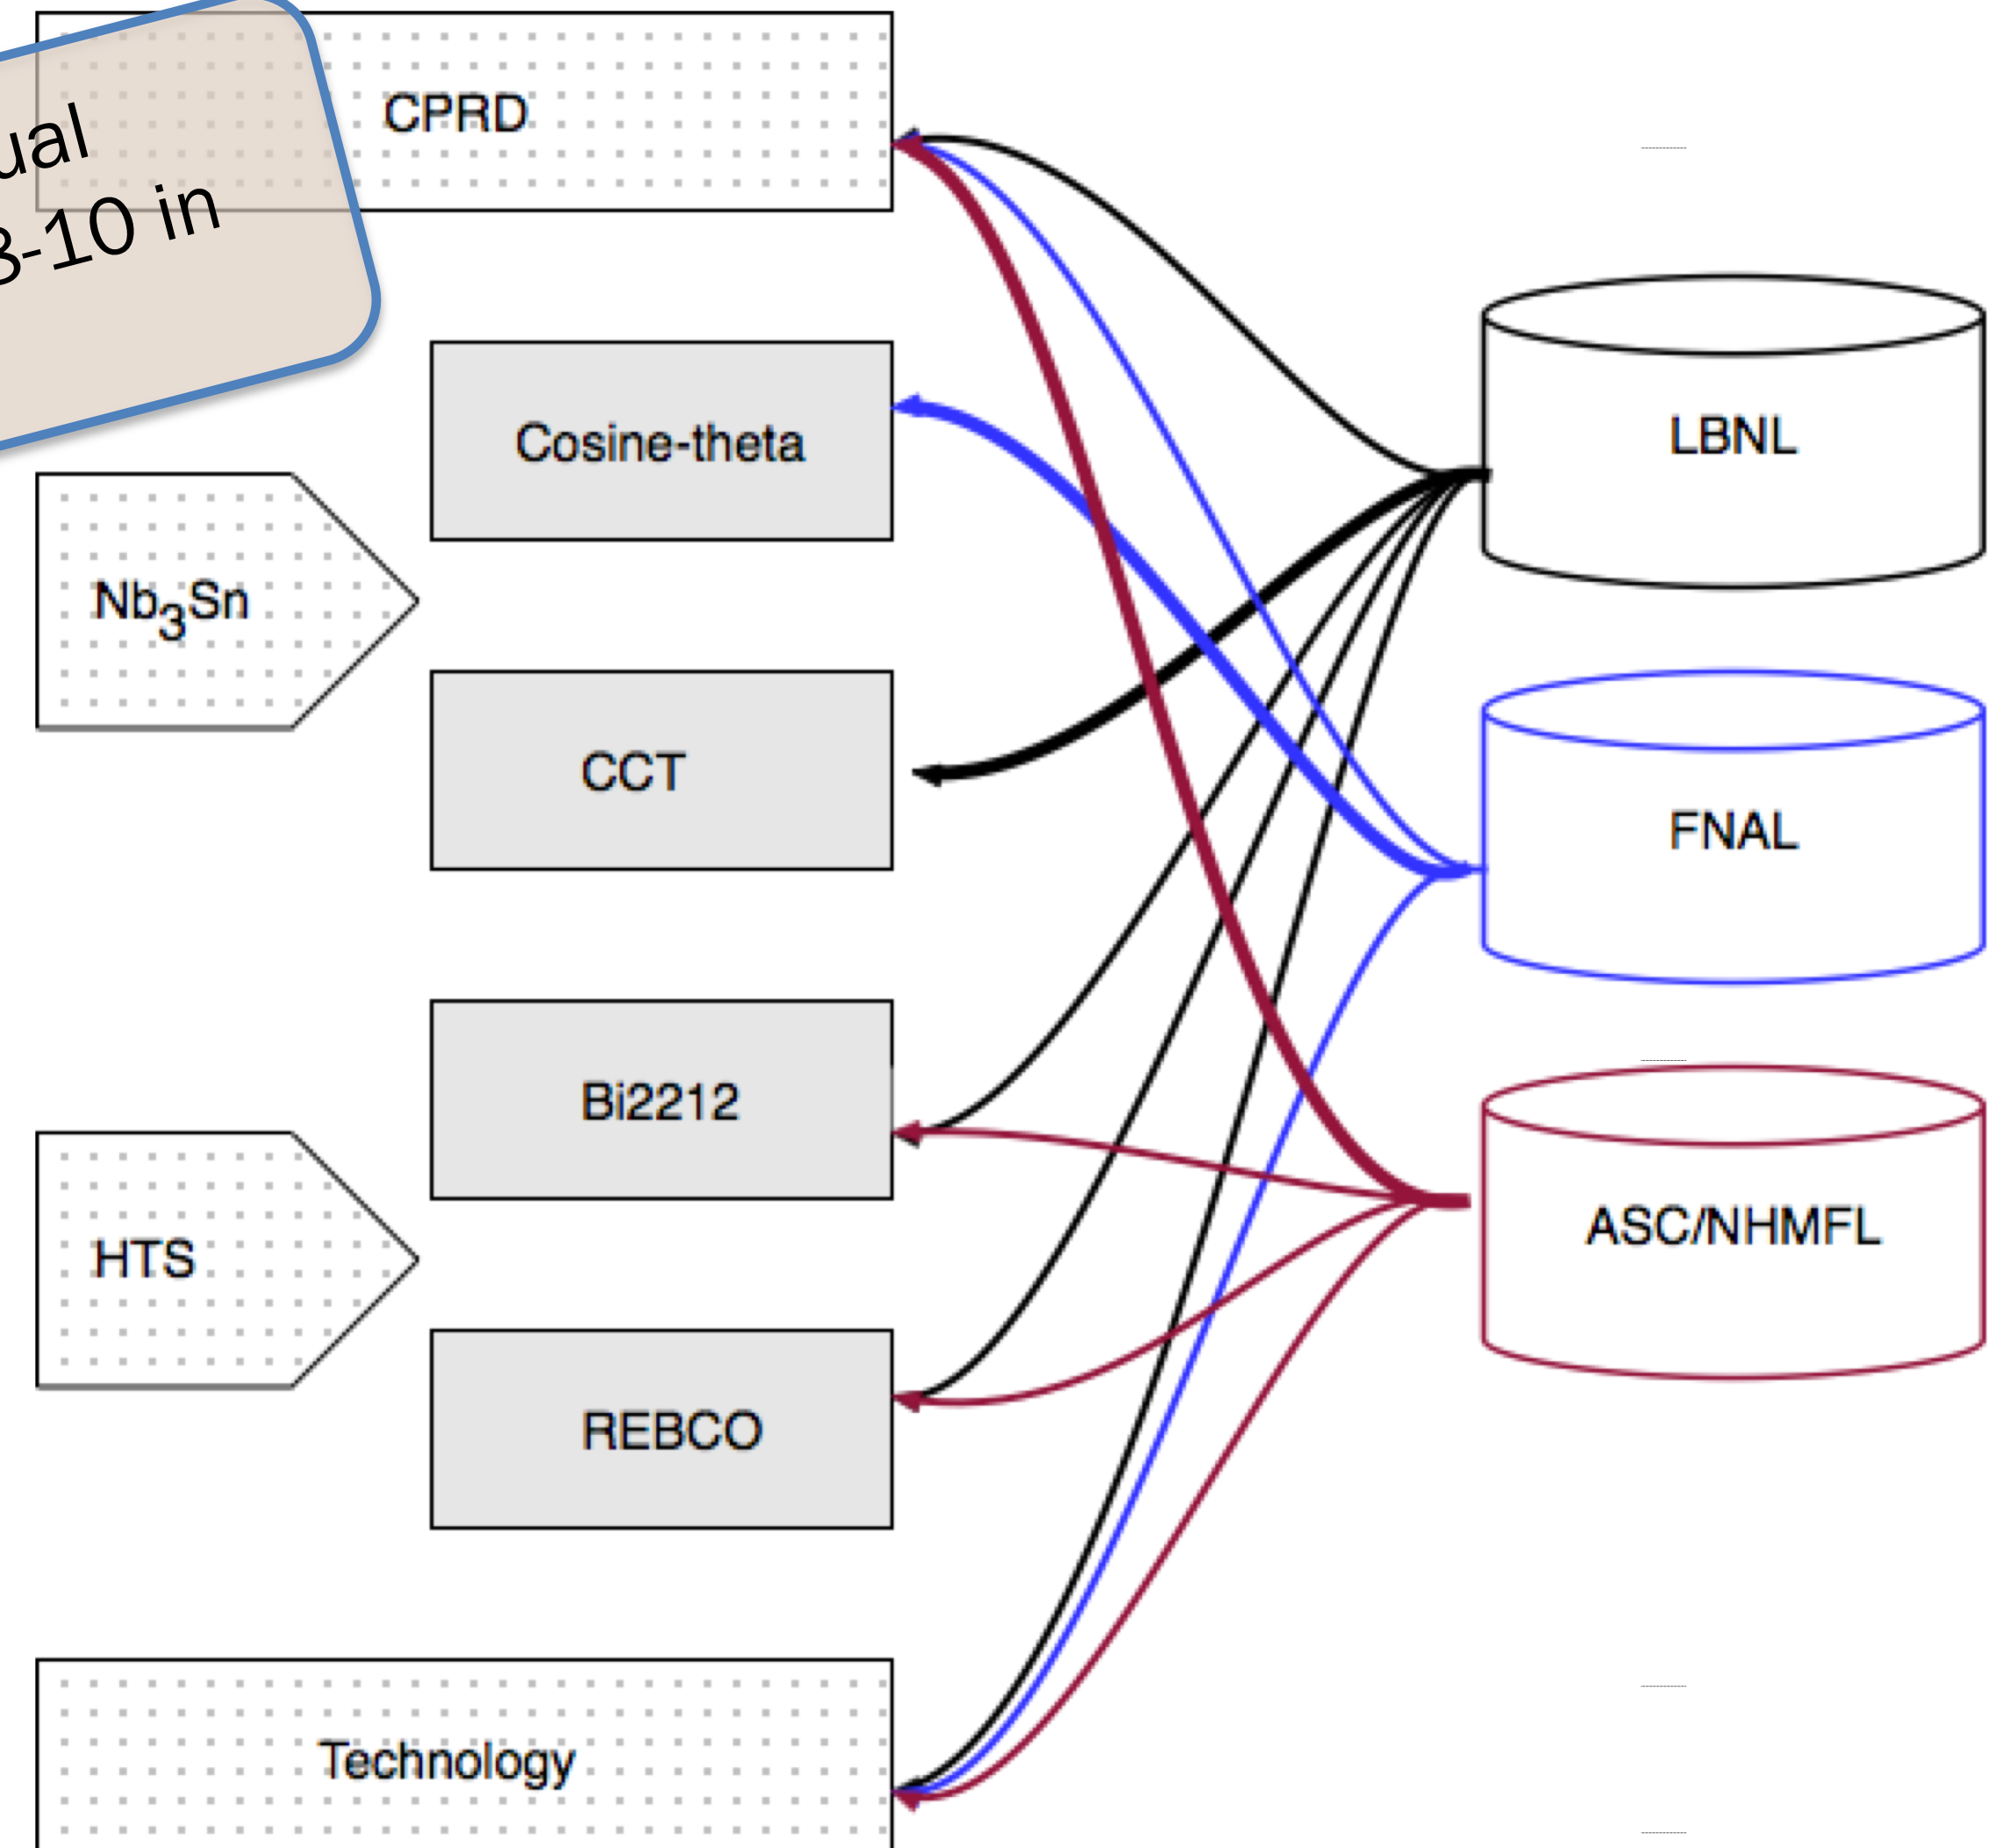 CPRD
ual
3-10 in
Cosine-theta
Nb3Sn
CCT
Bi2212
HTS
REBCO
Technology
LBNL
FNAL
ASC/NHMFL